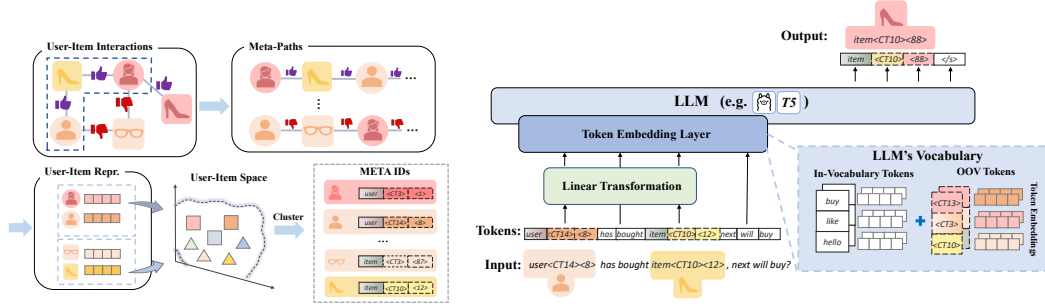 User-Item Interactions
Meta-Paths
...
...
User-Item Repr.
User-Item Space
Cluster
META IDs
user <CT3> <1>
user <CT14> <8>
...
item <CT3> <87>
item <CT10> <12>
Output:
item<CT10><88>
item <CT10> <88> </s>
LLM (e.g. T5 )
Token Embedding Layer
Linear Transformation
Tokens:
user <CT14> <8> has bought item <CT10> <12> next will buy
Input:
user<CT14><8> has bought item<CT10><12> , next will buy?
LLM's Vocabulary
In-Vocabulary Tokens
OOV Tokens
buy
like
hello
<CT13>
<CT3>
<CT10>
Token Embeddings